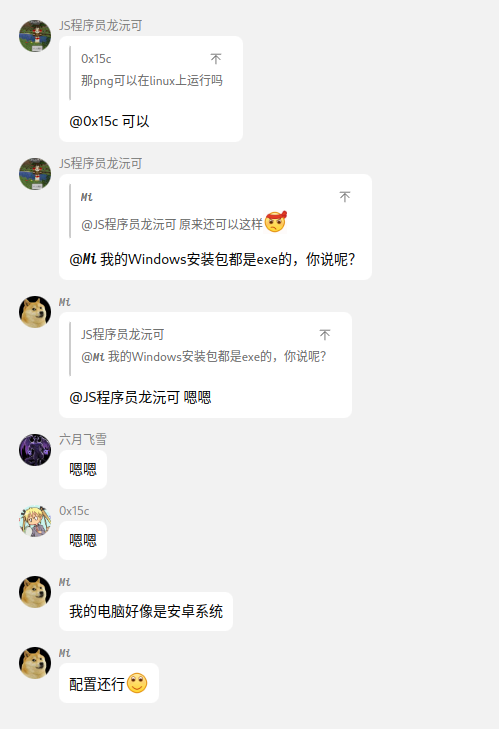 JS程序员龙沅可
0x15c
那png可以在linux上运行吗
@0x15c 可以
JS程序员龙沅可
Mi
@JS程序员龙沅可 原来还可以这样
@Mi 我的Windows安装包都是exe的，你说呢？
Mi
JS程序员龙沅可
@Mi 我的Windows安装包都是exe的，你说呢？
@JS程序员龙沅可 嗯嗯
六月飞雪
嗯嗯
0x15c
嗯嗯
Mi
我的电脑好像是安卓系统
Mi
配置还行